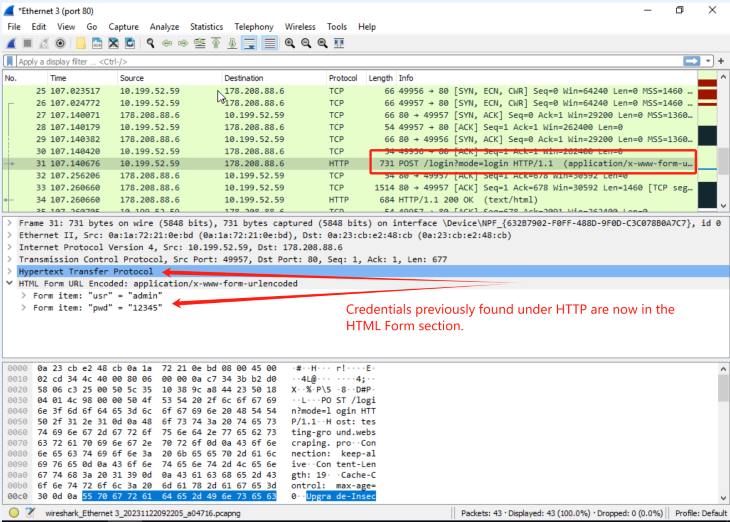 *Ethernet 3 (port 80)
File Edit View Go Capture Analyze Statistics Telephony Wireless Tools Help
Apply a display filter ... <Ctrl-/>
No. Time Source Destination Protocol Length Info
25 107.023517 10.199.52.59 178.208.88.6 TCP 66 49956 → 80 [SYN, ECN, CWR] Seq=0 Win=64240 Len=0 MSS=1460 …
26 107.024772 10.199.52.59 178.208.88.6 TCP 66 49957 → 80 [SYN, ECN, CWR] Seq=0 Win=64240 Len=0 MSS=1460 …
27 107.140071 178.208.88.6 10.199.52.59 TCP 66 80 → 49957 [SYN, ACK] Seq=0 Ack=1 Win=29200 Len=0 MSS=1360…
28 107.140179 10.199.52.59 178.208.88.6 TCP 54 49957 → 80 [ACK] Seq=1 Ack=1 Win=262400 Len=0
29 107.140382 178.208.88.6 10.199.52.59 TCP 66 80 → 49956 [SYN, ACK] Seq=0 Ack=1 Win=29200 Len=0 MSS=1360…
30 107.140420 10.199.52.59 178.208.88.6 TCP 54 49956 → 80 [ACK] Seq=1 Ack=1 Win=262400 Len=0
31 107.140676 10.199.52.59 178.208.88.6 HTTP 731 POST /login?mode=login HTTP/1.1 (application/x-www-form-u…
32 107.256206 178.208.88.6 10.199.52.59 TCP 54 80 → 49957 [ACK] Seq=1 Ack=678 Win=30592 Len=0
33 107.260660 178.208.88.6 10.199.52.59 TCP 1514 80 → 49957 [ACK] Seq=1 Ack=678 Win=30592 Len=1460 [TCP seg…
34 107.260660 178.208.88.6 10.199.52.59 HTTP 684 HTTP/1.1 200 OK (text/html)
Frame 31: 731 bytes on wire (5848 bits), 731 bytes captured (5848 bits) on interface \Device\NPF_{632B7902-F0FF-488D-9F0D-C3C078B0A7C7}, id 0
Ethernet II, Src: 0a:1a:72:21:0e:bd (0a:1a:72:21:0e:bd), Dst: 0a:23:cb:e2:48:cb (0a:23:cb:e2:48:cb)
Internet Protocol Version 4, Src: 10.199.52.59, Dst: 178.208.88.6
Transmission Control Protocol, Src Port: 49957, Dst Port: 80, Seq: 1, Ack: 1, Len: 677
Hypertext Transfer Protocol
HTML Form URL Encoded: application/x-www-form-urlencoded
Form item: "usr" = "admin"
Form item: "pwd" = "12345"
Credentials previously found under HTTP are now in the
HTML Form section.
0000 0a 23 cb e2 48 cb 0a 1a 72 21 0e bd 08 00 45 00 ·#··H··· r!····E·
0010 02 cd 34 4c 40 00 80 06 00 00 0a c7 34 3b b2 d0 ··4L@··· ····4;··
0020 58 06 c3 25 00 50 5c 35 10 38 9c a8 44 23 50 18 X··%·P\5 ·8··D#P·
0030 04 01 4c 98 00 00 50 4f 53 54 20 2f 6c 6f 67 69 ··L···PO ST /logi
0040 6e 3f 6d 6f 64 65 3d 6c 6f 67 69 6e 20 48 54 54 n?mode=l ogin HTT
0050 50 2f 31 2e 31 0d 0a 48 6f 73 74 3a 20 74 65 73 P/1.1··H ost: tes
0060 74 69 6e 67 2d 67 72 6f 75 6e 64 2e 77 65 62 73 ting-gro und.webs
0070 63 72 61 70 69 6e 67 2e 70 72 6f 0d 0a 43 6f 6e craping. pro··Con
0080 6e 65 63 74 69 6f 6e 3a 20 6b 65 65 70 2d 61 6c nection: keep-al
0090 69 76 65 0d 0a 43 6f 6e 74 65 6e 74 2d 4c 65 6e ive··Con tent-Len
00a0 67 74 68 3a 20 31 39 0d 0a 43 61 63 68 65 2d 43 gth: 19· ·Cache-C
00b0 6f 6e 74 72 6f 6c 3a 20 6d 61 78 2d 61 67 65 3d ontrol: max-age=
00c0 30 0d 0a 55 70 67 72 61 64 65 2d 49 6e 73 65 63 0··Upgra de-Insec
wireshark_Ethernet 3_20231122092205_a04716.pcapng Packets: 43 · Displayed: 43 (100.0%) · Dropped: 0 (0.0%) Profile: Default